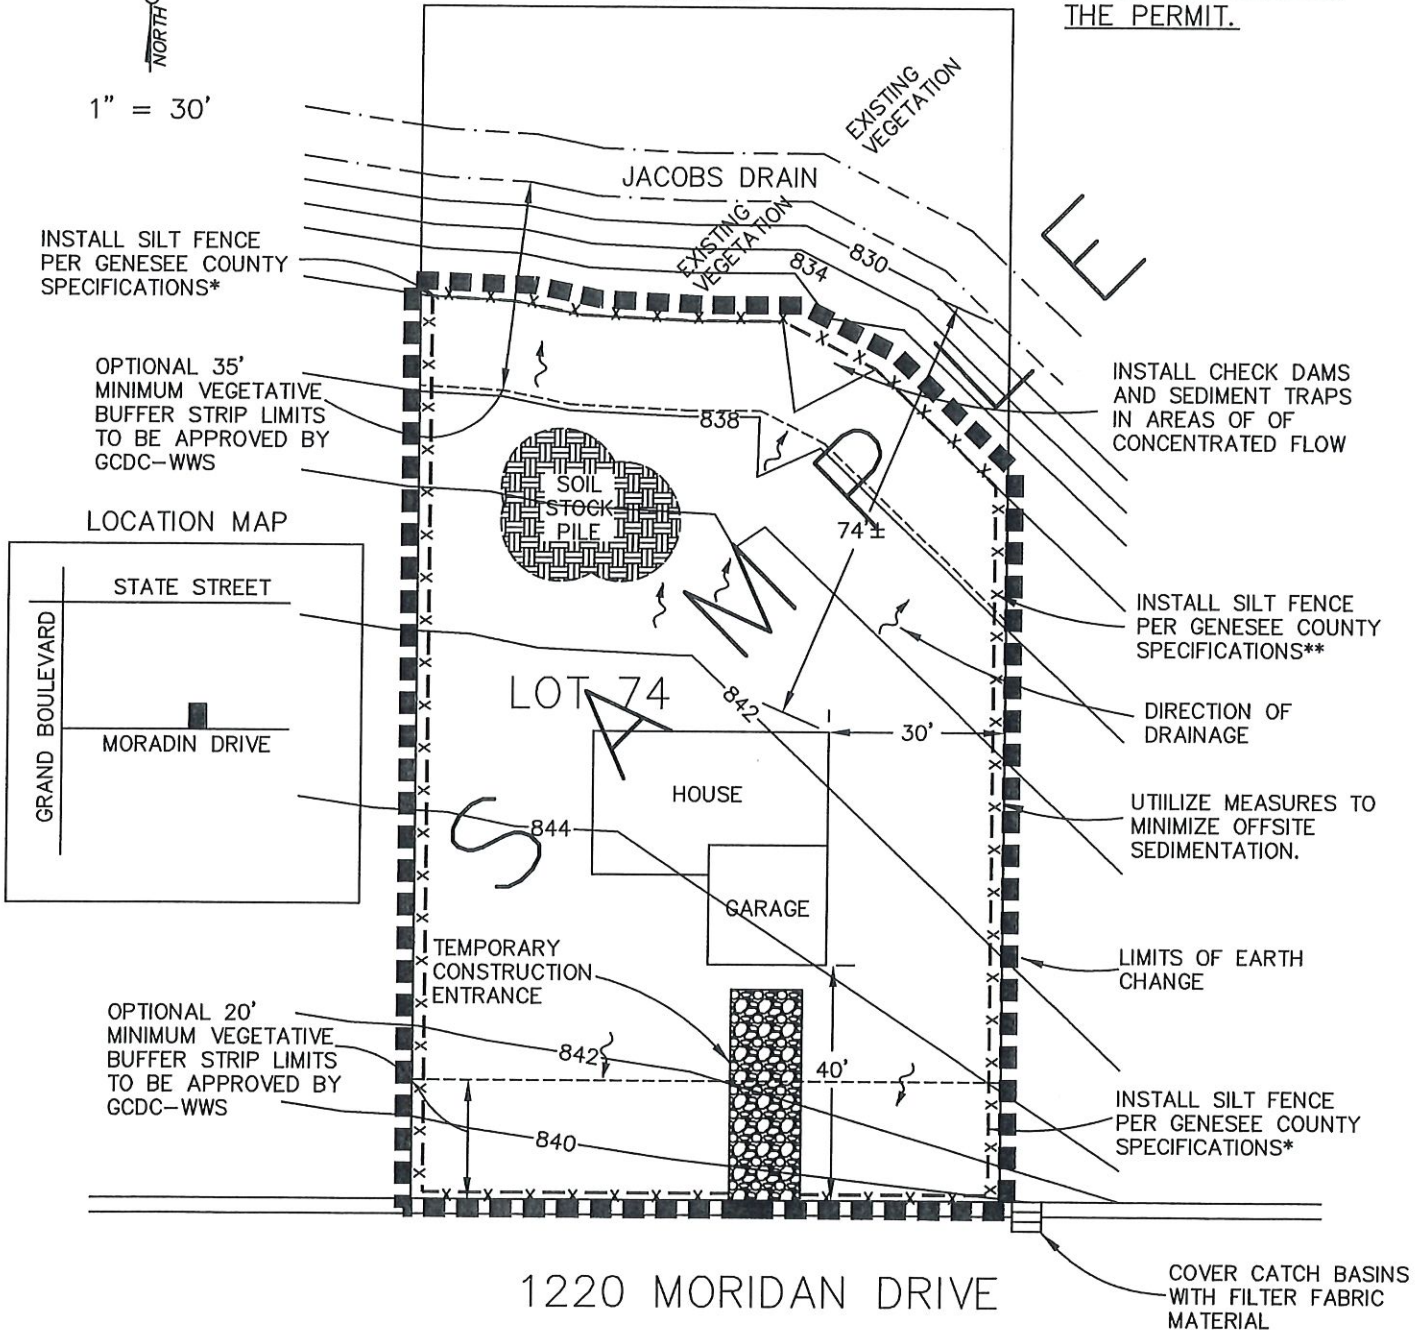 THE PERMIT.
NORTH
1" = 30'
EXISTING
VEGETATION
JACOBS DRAIN
EXISTING
VEGETATION
830
834
INSTALL SILT FENCE
PER GENESEE COUNTY
SPECIFICATIONS*
OPTIONAL 35'
MINIMUM VEGETATIVE
BUFFER STRIP LIMITS
TO BE APPROVED BY
GCDC-WWS
838
INSTALL CHECK DAMS
AND SEDIMENT TRAPS
IN AREAS OF OF
CONCENTRATED FLOW
SOIL
STOCK
PILE
74'±
SAMPLE
LOCATION MAP
STATE STREET
GRAND BOULEVARD
MORADIN DRIVE
INSTALL SILT FENCE
PER GENESEE COUNTY
SPECIFICATIONS**
LOT 74
842
30'
DIRECTION OF
DRAINAGE
HOUSE
844
UTIILIZE MEASURES TO
MINIMIZE OFFSITE
SEDIMENTATION.
GARAGE
TEMPORARY
CONSTRUCTION
ENTRANCE
LIMITS OF EARTH
CHANGE
OPTIONAL 20'
MINIMUM VEGETATIVE
BUFFER STRIP LIMITS
TO BE APPROVED BY
GCDC-WWS
842
40'
840
INSTALL SILT FENCE
PER GENESEE COUNTY
SPECIFICATIONS*
1220 MORIDAN DRIVE
COVER CATCH BASINS
WITH FILTER FABRIC
MATERIAL